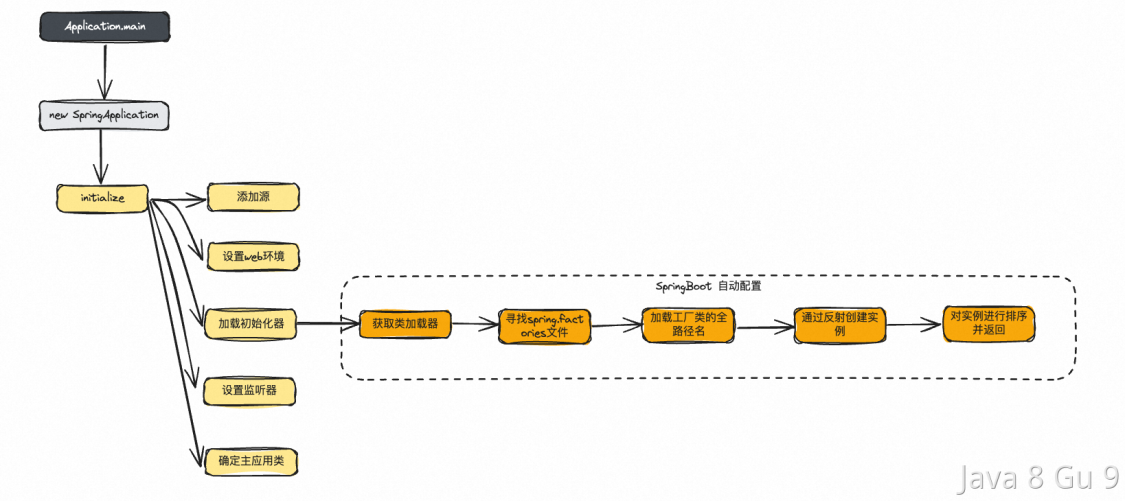 Application.main
new SpringApplication
initialize
添加源
设置web环境
SpringBoot 自动配置
加载初始化器
获取类加载器
寻找spring.fact
ories文件
加载工厂类的全
路径名
通过反射创建实
例
对实例进行排序
并返回
设置监听器
确定主应用类
Java 8 Gu 9